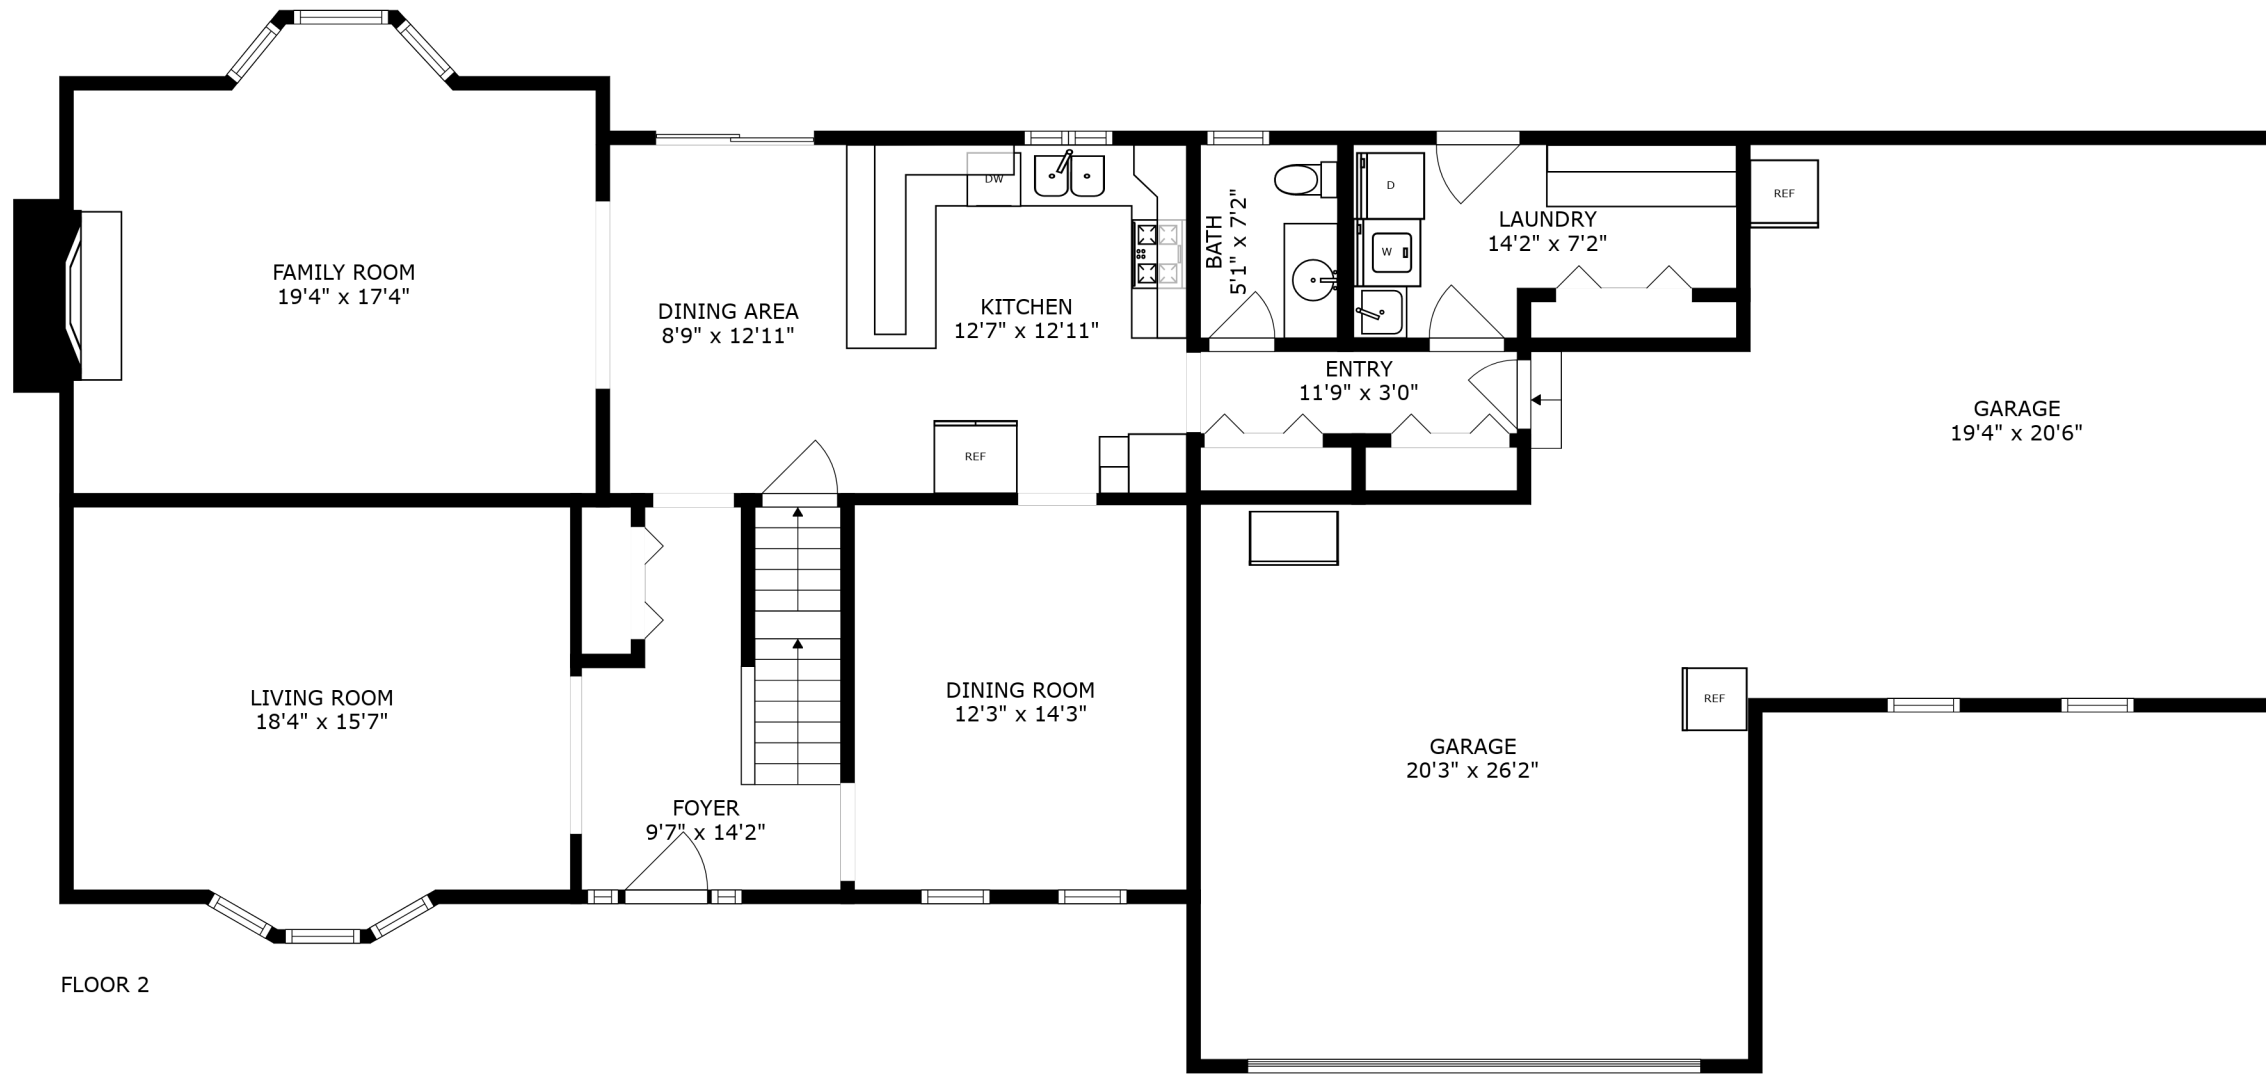 DW
D
LAUNDRY
14'2" x 7'2"
REF
BATH
5'1" x 7'2"
W
FAMILY ROOM
19'4" x 17'4"
DINING AREA
8'9" x 12'11"
KITCHEN
12'7" x 12'11"
ENTRY
11'9" x 3'0"
GARAGE
19'4" x 20'6"
REF
LIVING ROOM
18'4" x 15'7"
DINING ROOM
12'3" x 14'3"
REF
GARAGE
20'3" x 26'2"
FOYER
9'7" x 14'2"
FLOOR 2